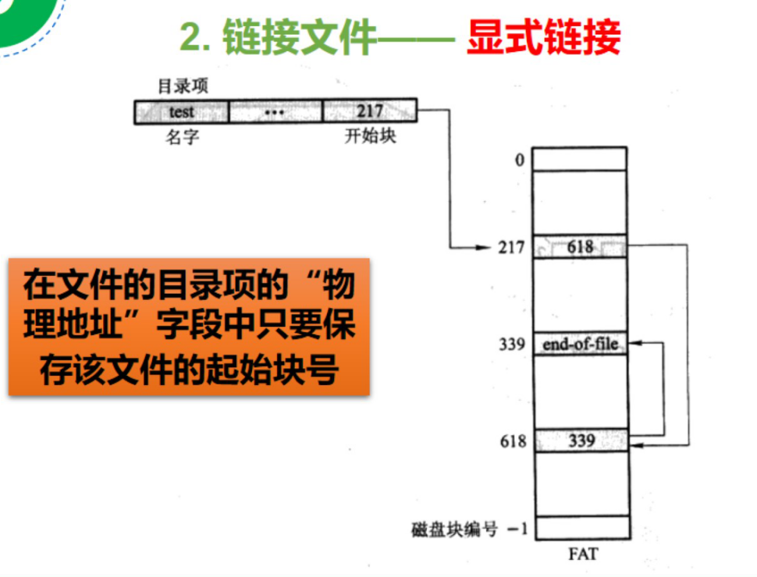 2. 链接文件—— 显式链接
目录项
test ••• 217
名字 开始块
0
217 618
在文件的目录项的“物
理地址”字段中只要保
存该文件的起始块号
339 end-of-file
618 339
磁盘块编号 −1
FAT